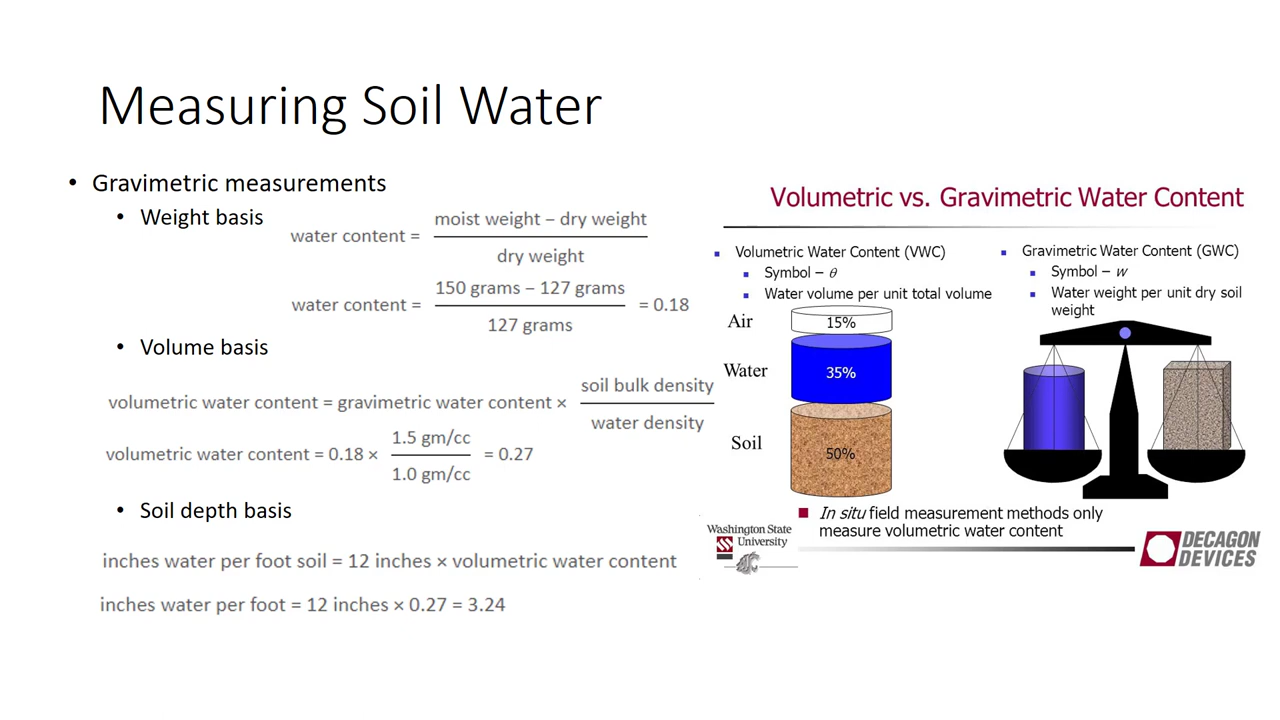 Measuring Soil Water
• Gravimetric measurements
• Weight basis
water content = moist weight − dry weight
dry weight
water content = 150 grams − 127 grams = 0.18
127 grams
• Volume basis
volumetric water content = gravimetric water content × soil bulk density
water density
volumetric water content = 0.18 × 1.5 gm/cc = 0.27
1.0 gm/cc
• Soil depth basis
inches water per foot soil = 12 inches × volumetric water content
inches water per foot = 12 inches × 0.27 = 3.24
Volumetric vs. Gravimetric Water Content
Volumetric Water Content (VWC)
Symbol – θ
Water volume per unit total volume
Air 15%
Water 35%
Soil 50%
Gravimetric Water Content (GWC)
Symbol – w
Water weight per unit dry soil
weight
In situ field measurement methods only
measure volumetric water content
Washington State
University
DECAGON
DEVICES